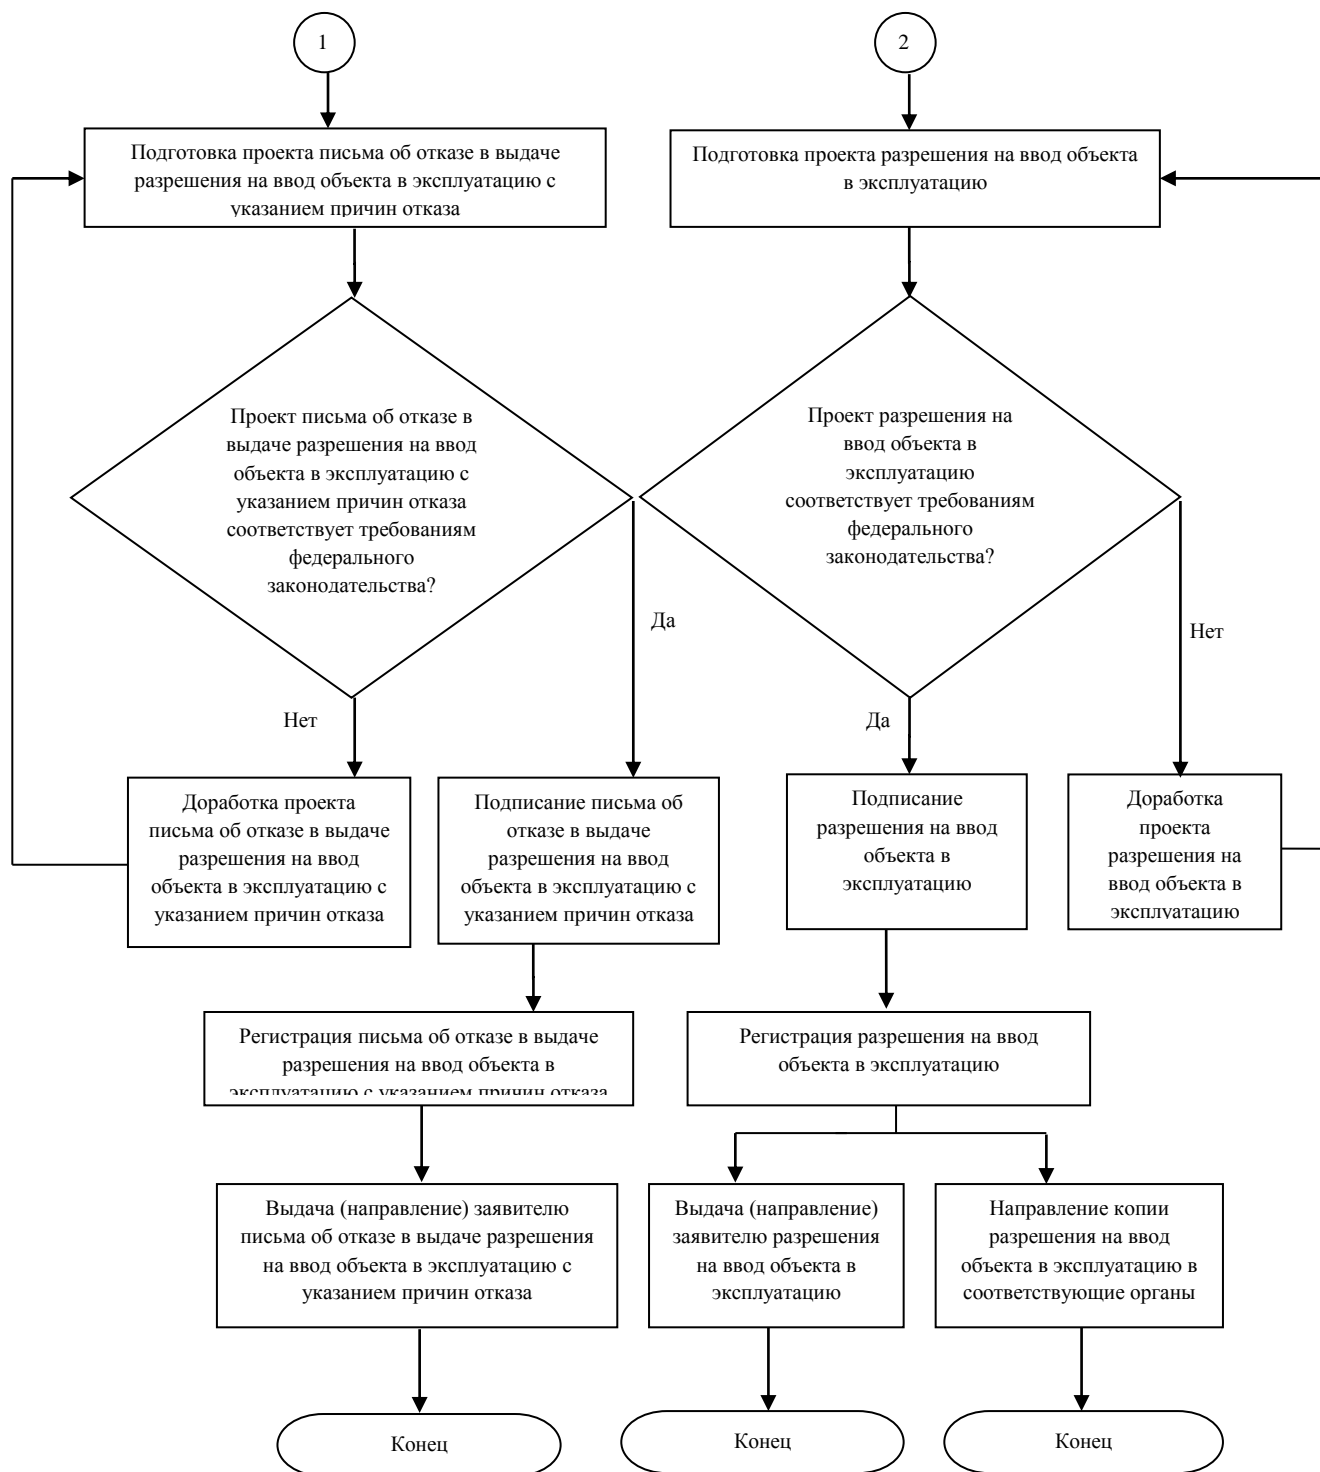 1
2
Подготовка проекта письма об отказе в выдаче
разрешения на ввод объекта в эксплуатацию с
указанием причин отказа
Подготовка проекта разрешения на ввод объекта
в эксплуатацию
Проект письма об отказе в
выдаче разрешения на ввод
объекта в эксплуатацию с
указанием причин отказа
соответствует требованиям
федерального
законодательства?
Проект разрешения на
ввод объекта в
эксплуатацию
соответствует требованиям
федерального
законодательства?
Да
Нет
Нет
Да
Доработка проекта
письма об отказе в выдаче
разрешения на ввод
объекта в эксплуатацию с
указанием причин отказа
Подписание письма об
отказе в выдаче
разрешения на ввод
объекта в эксплуатацию с
указанием причин отказа
Подписание
разрешения на ввод
объекта в
эксплуатацию
Доработка
проекта
разрешения на
ввод объекта в
эксплуатацию
Регистрация письма об отказе в выдаче
разрешения на ввод объекта в
эксплуатацию с указанием причин отказа
Регистрация разрешения на ввод
объекта в эксплуатацию
Выдача (направление) заявителю
письма об отказе в выдаче разрешения
на ввод объекта в эксплуатацию с
указанием причин отказа
Выдача (направление)
заявителю разрешения
на ввод объекта в
эксплуатацию
Направление копии
разрешения на ввод
объекта в эксплуатацию в
соответствующие органы
Конец
Конец
Конец